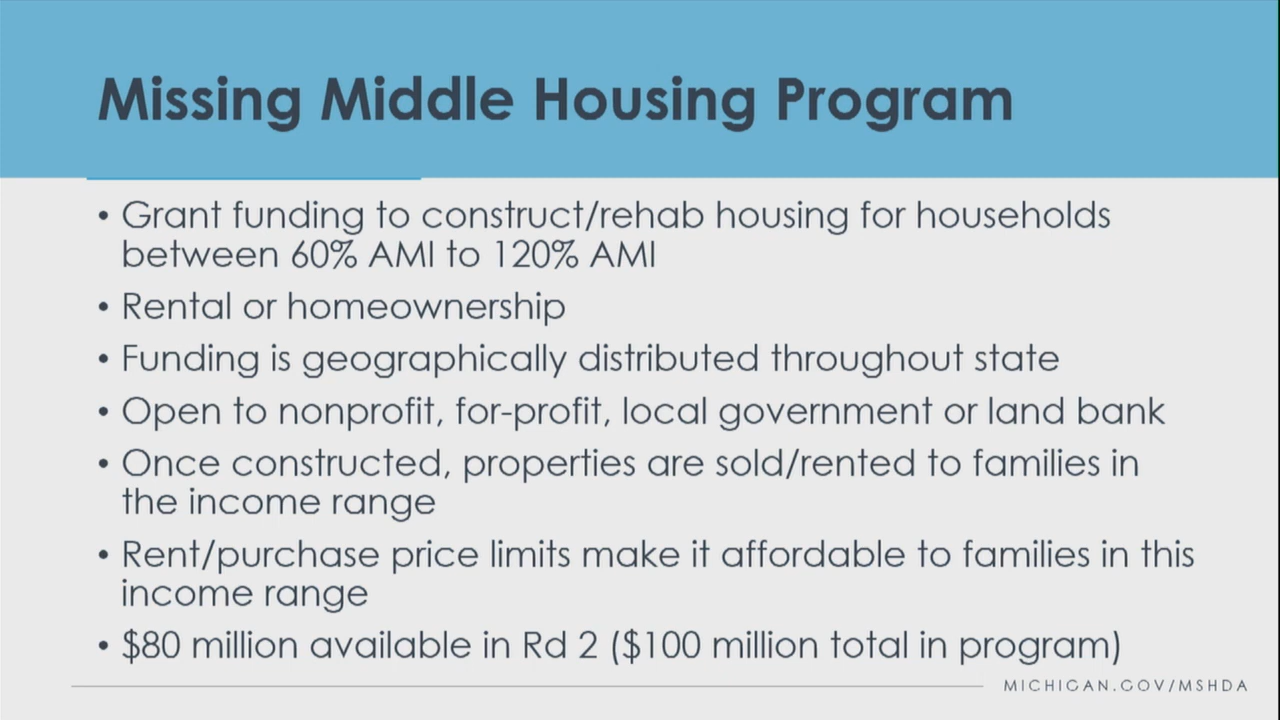 Missing Middle Housing Program
• Grant funding to construct/rehab housing for households
between 60% AMI to 120% AMI
• Rental or homeownership
• Funding is geographically distributed throughout state
• Open to nonprofit, for-profit, local government or land bank
• Once constructed, properties are sold/rented to families in
the income range
• Rent/purchase price limits make it affordable to families in this
income range
• $80 million available in Rd 2 ($100 million total in program)
MICHIGAN.GOV/MSHDA